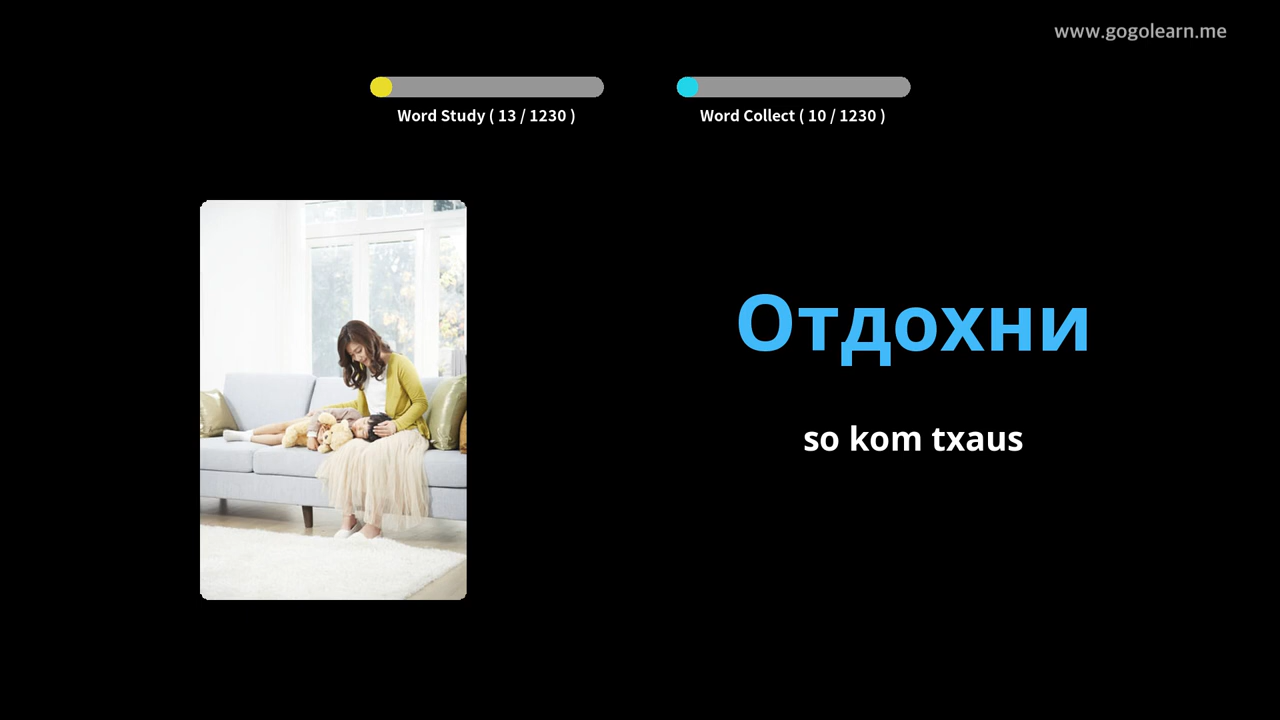 www.gogolearn.me
Word Study ( 13 / 1230 )
Word Collect ( 10 / 1230 )
Отдохни
so kom txaus